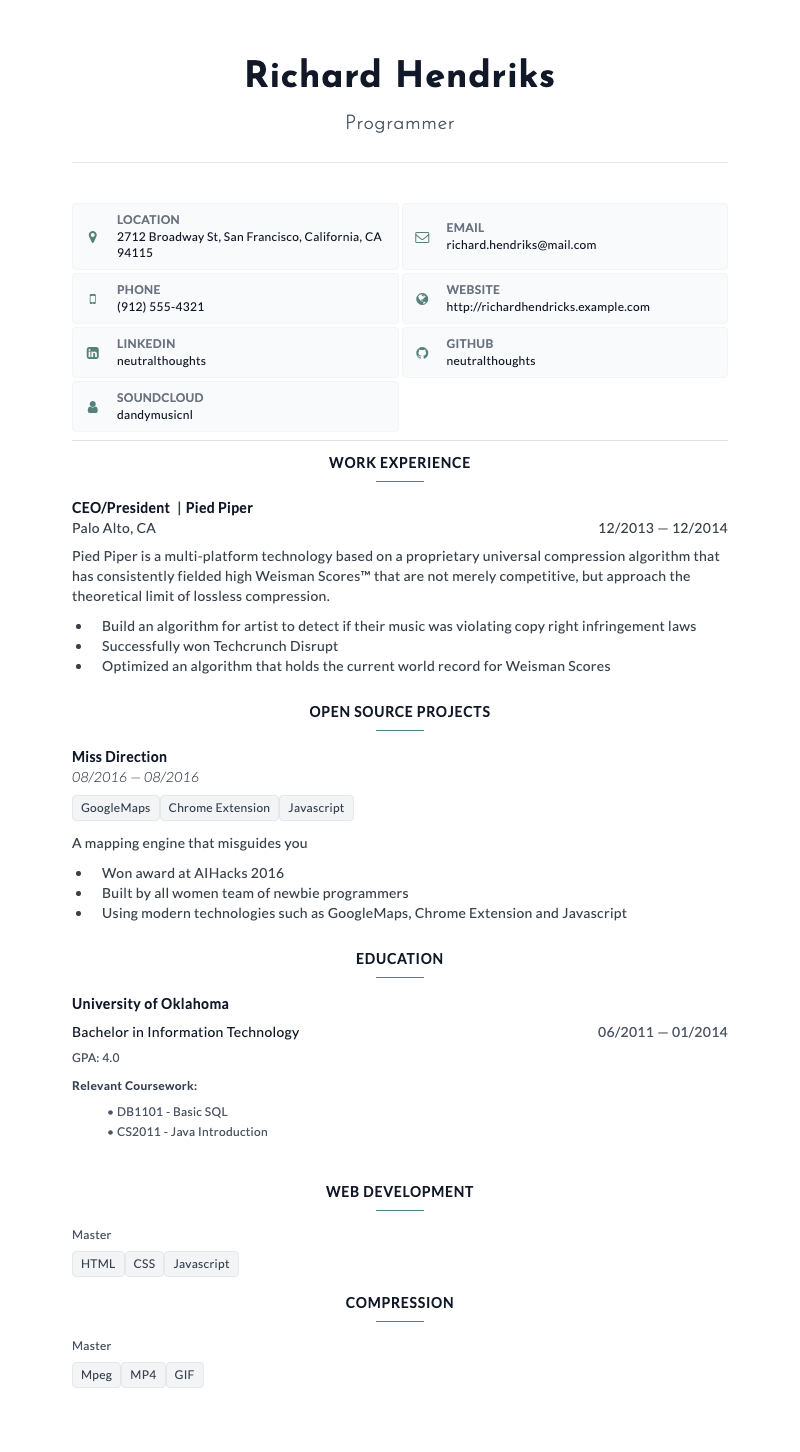 Richard Hendriks
Programmer
LOCATION
2712 Broadway St, San Francisco, California, CA
94115
EMAIL
richard.hendriks@mail.com
PHONE
(912) 555-4321
WEBSITE
http://richardhendricks.example.com
LINKEDIN
neutralthoughts
GITHUB
neutralthoughts
SOUNDCLOUD
dandymusicnl
WORK EXPERIENCE
CEO/President | Pied Piper
Palo Alto, CA 12/2013 — 12/2014
Pied Piper is a multi-platform technology based on a proprietary universal compression algorithm that
has consistently fielded high Weisman Scores™ that are not merely competitive, but approach the
theoretical limit of lossless compression.
• Build an algorithm for artist to detect if their music was violating copy right infringement laws
• Successfully won Techcrunch Disrupt
• Optimized an algorithm that holds the current world record for Weisman Scores
OPEN SOURCE PROJECTS
Miss Direction
08/2016 — 08/2016
GoogleMaps Chrome Extension Javascript
A mapping engine that misguides you
• Won award at AIHacks 2016
• Built by all women team of newbie programmers
• Using modern technologies such as GoogleMaps, Chrome Extension and Javascript
EDUCATION
University of Oklahoma
Bachelor in Information Technology 06/2011 — 01/2014
GPA: 4.0
Relevant Coursework:
• DB1101 - Basic SQL
• CS2011 - Java Introduction
WEB DEVELOPMENT
Master
HTML CSS Javascript
COMPRESSION
Master
Mpeg MP4 GIF